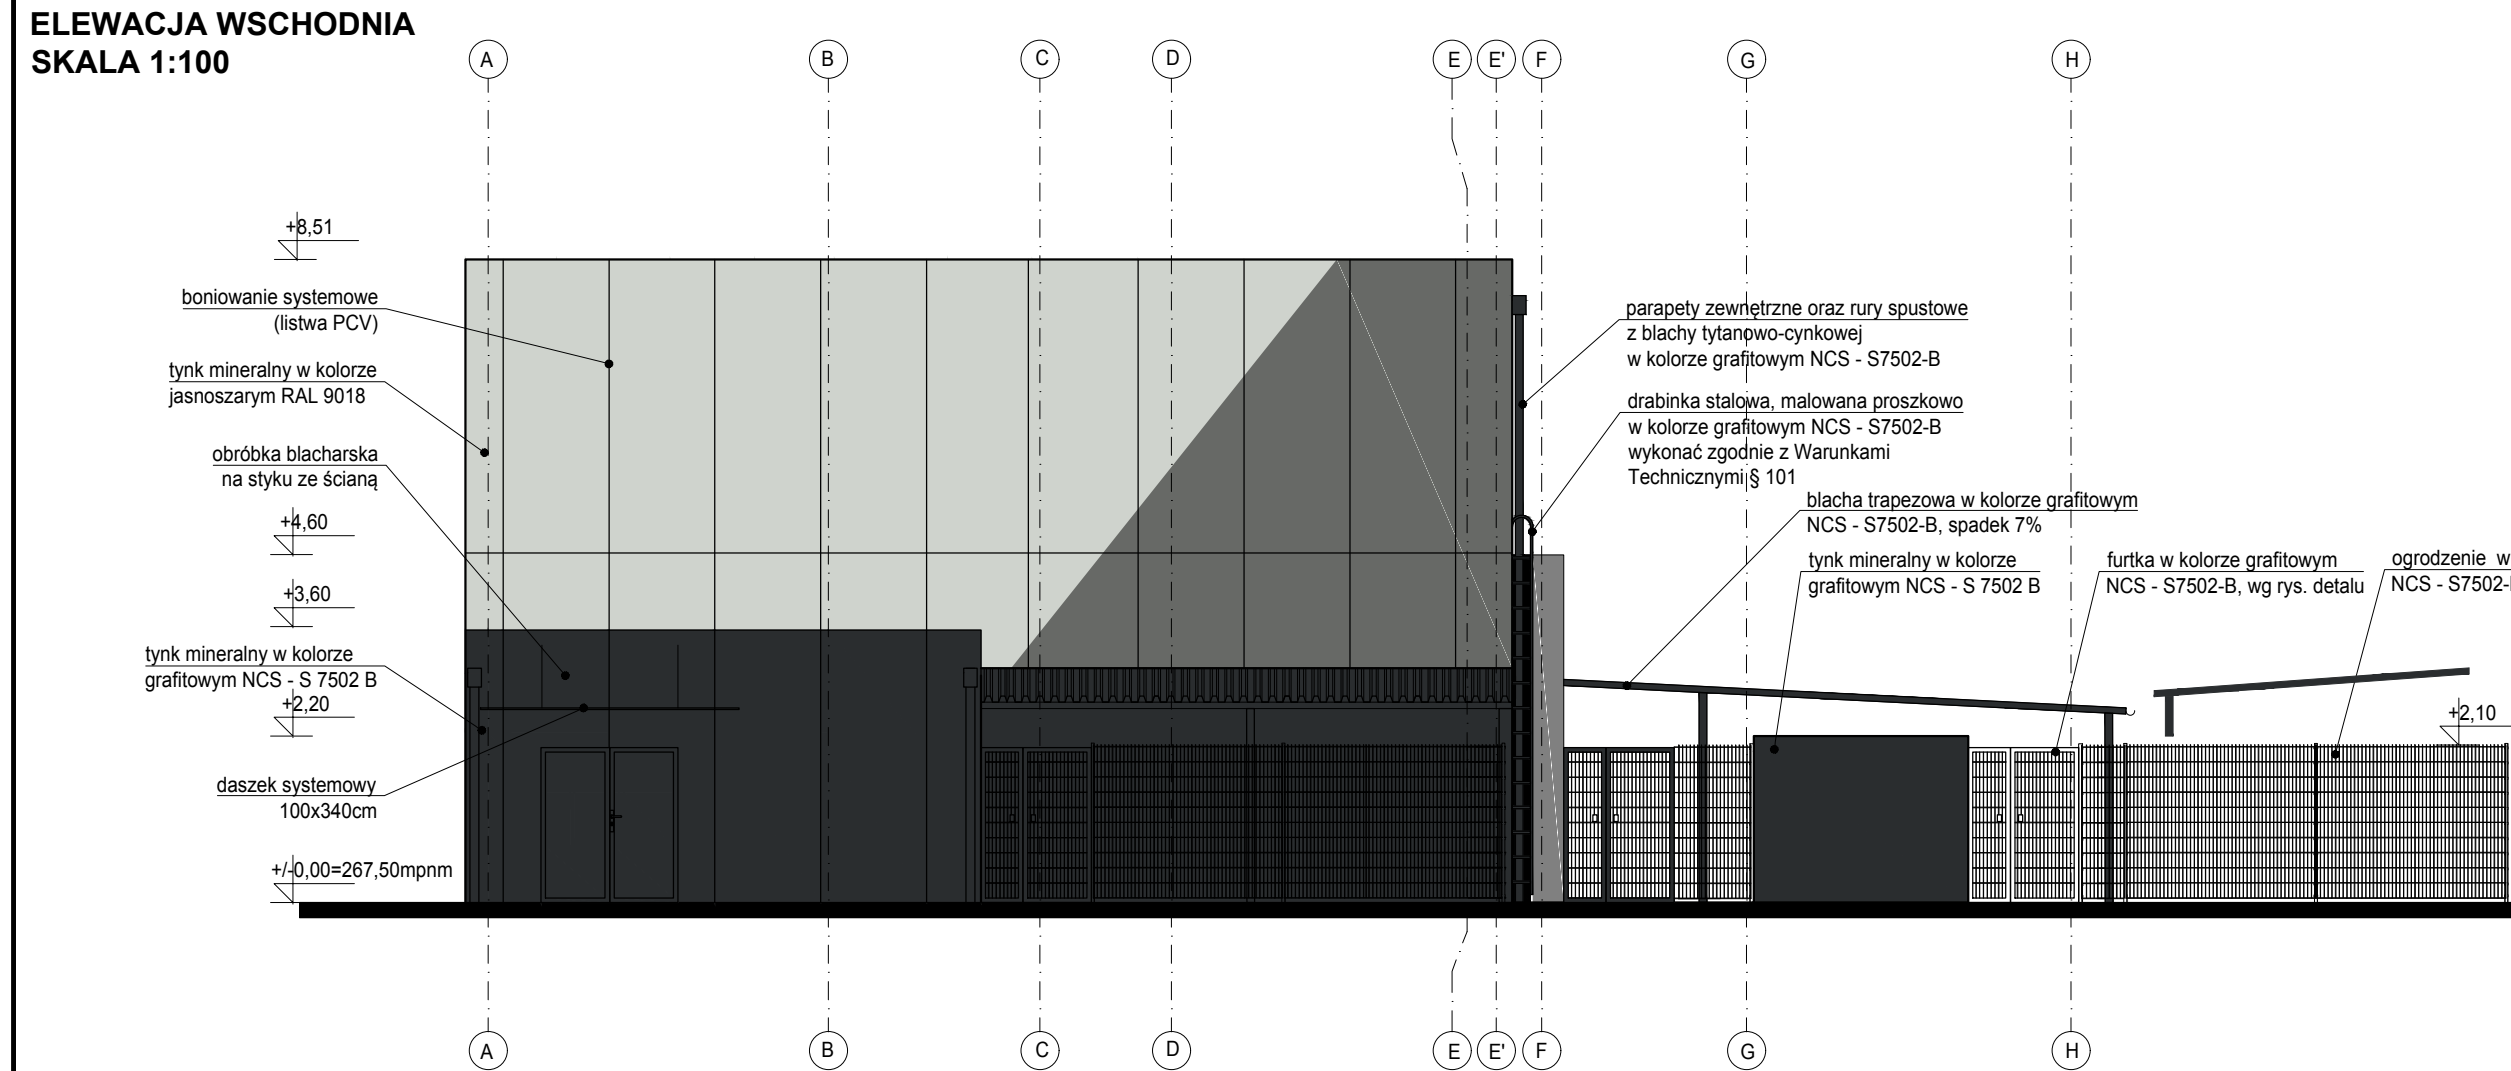 ELEWACJA WSCHODNIA
SKALA 1:100
A
B
C
D
E
E'
F
G
H
+8,51
boniowanie systemowe
(listwa PCV)
tynk mineralny w kolorze
jasnoszarym RAL 9018
obróbka blacharska
na styku ze ścianą
+4,60
+3,60
tynk mineralny w kolorze
grafitowym NCS - S 7502 B
+2,20
daszek systemowy
100x340cm
+/-0,00=267,50mpnm
parapety zewnętrzne oraz rury spustowe
z blachy tytanowo-cynkowej
w kolorze grafitowym NCS - S7502-B
drabinka stalowa, malowana proszkowo
w kolorze grafitowym NCS - S7502-B
wykonać zgodnie z Warunkami
Technicznymi § 101
blacha trapezowa w kolorze grafitowym
NCS - S7502-B, spadek 7%
tynk mineralny w kolorze
grafitowym NCS - S 7502 B
furtka w kolorze grafitowym
NCS - S7502-B, wg rys. detalu
ogrodzenie w
NCS - S7502-
+2,10
A
B
C
D
E
E'
F
G
H